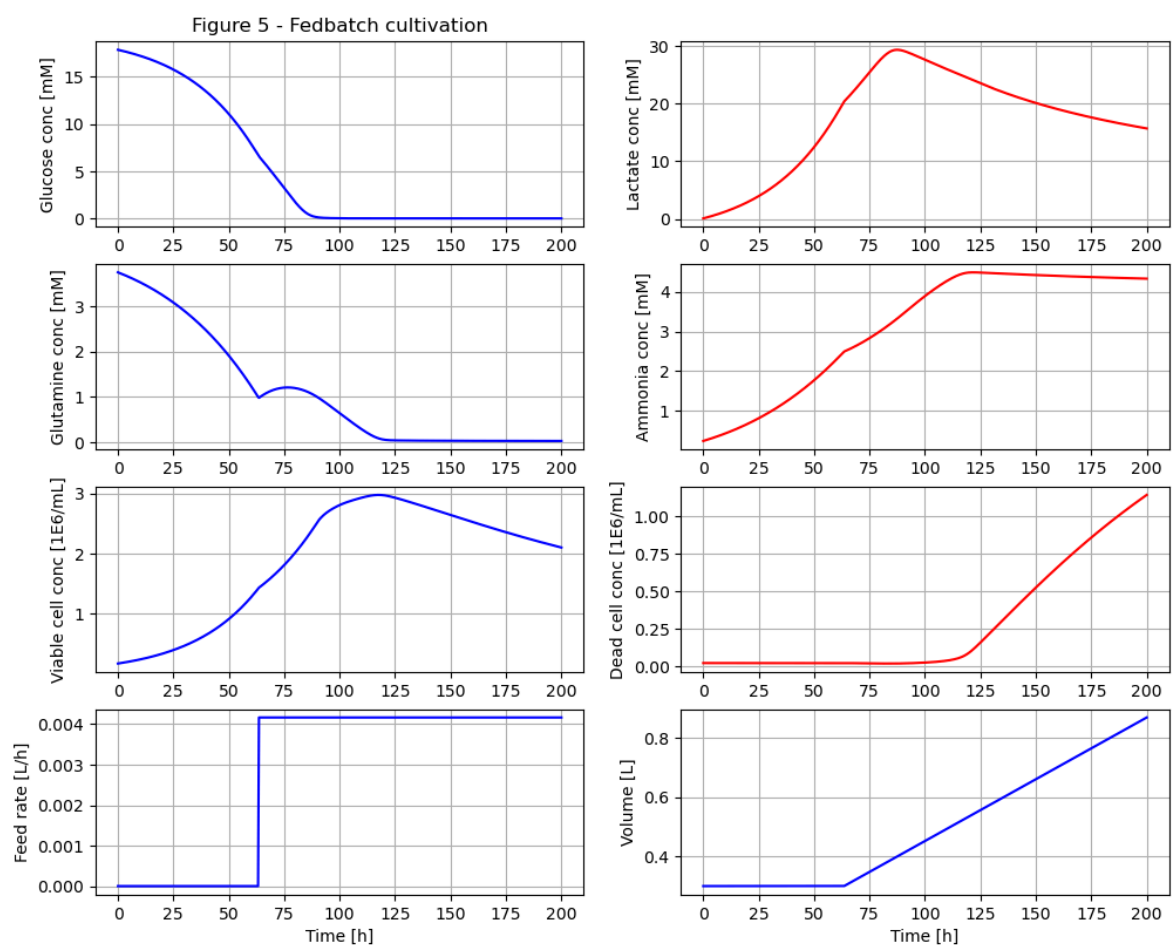 Figure 5 - Fedbatch cultivation
Glucose conc [mM]
15
10
5
0
0 25 50 75 100 125 150 175 200
Lactate conc [mM]
30
20
10
0
0 25 50 75 100 125 150 175 200
Glutamine conc [mM]
3
2
1
0
0 25 50 75 100 125 150 175 200
Ammonia conc [mM]
4
3
2
1
0 25 50 75 100 125 150 175 200
Viable cell conc [1E6/mL]
3
2
1
0 25 50 75 100 125 150 175 200
Dead cell conc [1E6/mL]
1.00
0.75
0.50
0.25
0.00
0 25 50 75 100 125 150 175 200
Feed rate [L/h]
0.004
0.003
0.002
0.001
0.000
0 25 50 75 100 125 150 175 200
Time [h]
Volume [L]
0.8
0.6
0.4
0 25 50 75 100 125 150 175 200
Time [h]